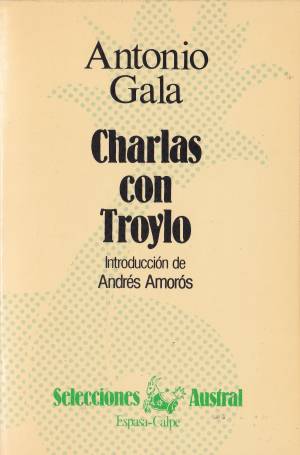 Antonio
Gala
Charlas
con
Troylo
Introducción de
Andrés Amorós
Selecciones Austral
Espasa-Calpe